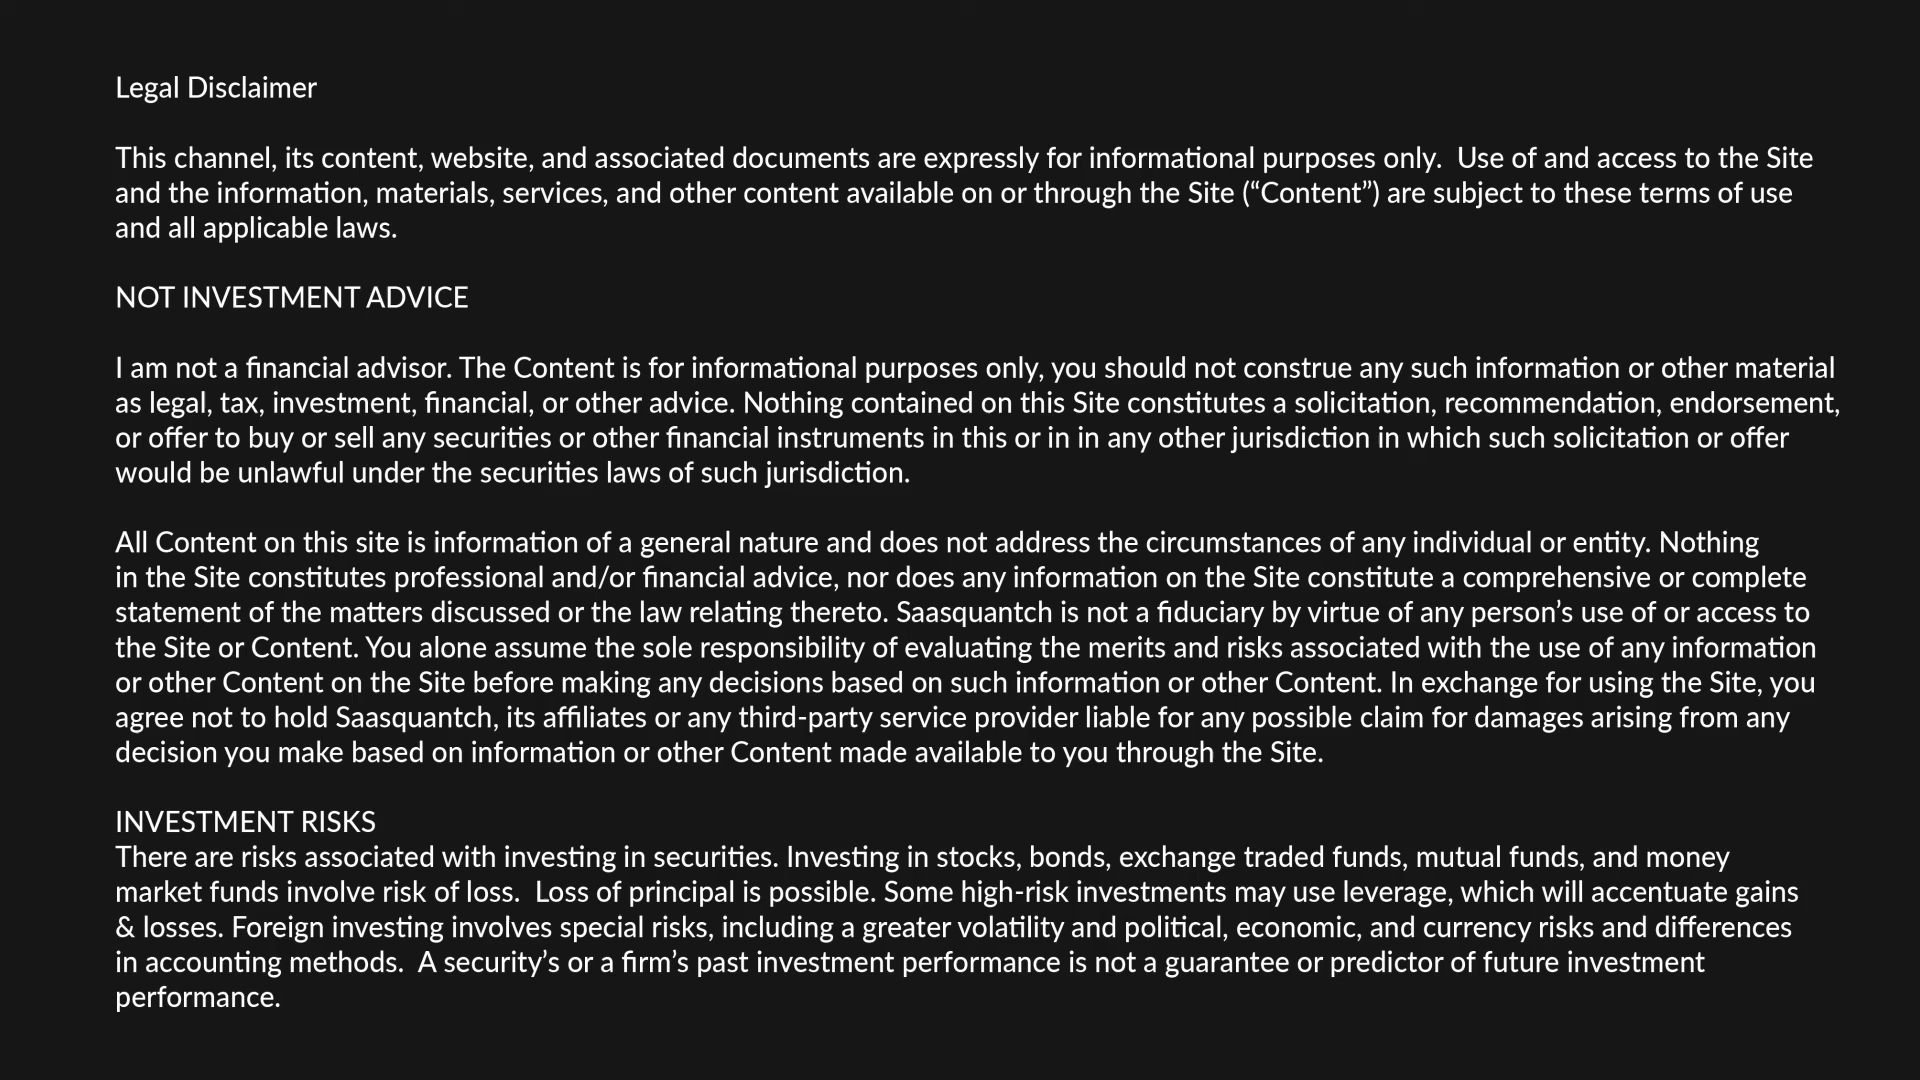 Legal Disclaimer
This channel, its content, website, and associated documents are expressly for informational purposes only.  Use of and access to the Site
and the information, materials, services, and other content available on or through the Site (“Content”) are subject to these terms of use
and all applicable laws.
NOT INVESTMENT ADVICE
I am not a financial advisor. The Content is for informational purposes only, you should not construe any such information or other material
as legal, tax, investment, financial, or other advice. Nothing contained on this Site constitutes a solicitation, recommendation, endorsement,
or offer to buy or sell any securities or other financial instruments in this or in in any other jurisdiction in which such solicitation or offer
would be unlawful under the securities laws of such jurisdiction.
All Content on this site is information of a general nature and does not address the circumstances of any individual or entity. Nothing
in the Site constitutes professional and/or financial advice, nor does any information on the Site constitute a comprehensive or complete
statement of the matters discussed or the law relating thereto. Saasquantch is not a fiduciary by virtue of any person’s use of or access to
the Site or Content. You alone assume the sole responsibility of evaluating the merits and risks associated with the use of any information
or other Content on the Site before making any decisions based on such information or other Content. In exchange for using the Site, you
agree not to hold Saasquantch, its affiliates or any third-party service provider liable for any possible claim for damages arising from any
decision you make based on information or other Content made available to you through the Site.
INVESTMENT RISKS
There are risks associated with investing in securities. Investing in stocks, bonds, exchange traded funds, mutual funds, and money
market funds involve risk of loss.  Loss of principal is possible. Some high-risk investments may use leverage, which will accentuate gains
& losses. Foreign investing involves special risks, including a greater volatility and political, economic, and currency risks and differences
in accounting methods.  A security’s or a firm’s past investment performance is not a guarantee or predictor of future investment
performance.